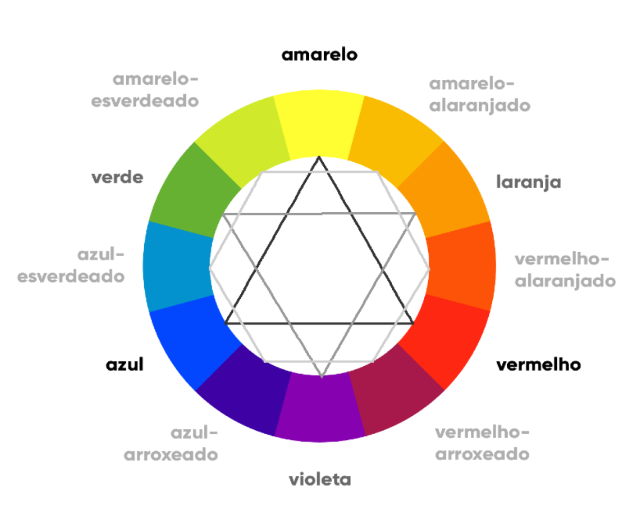 amarelo
amarelo-
esverdeado
amarelo-
alaranjado
verde
laranja
azul-
esverdeado
vermelho-
alaranjado
azul
vermelho
azul-
arroxeado
vermelho-
arroxeado
violeta